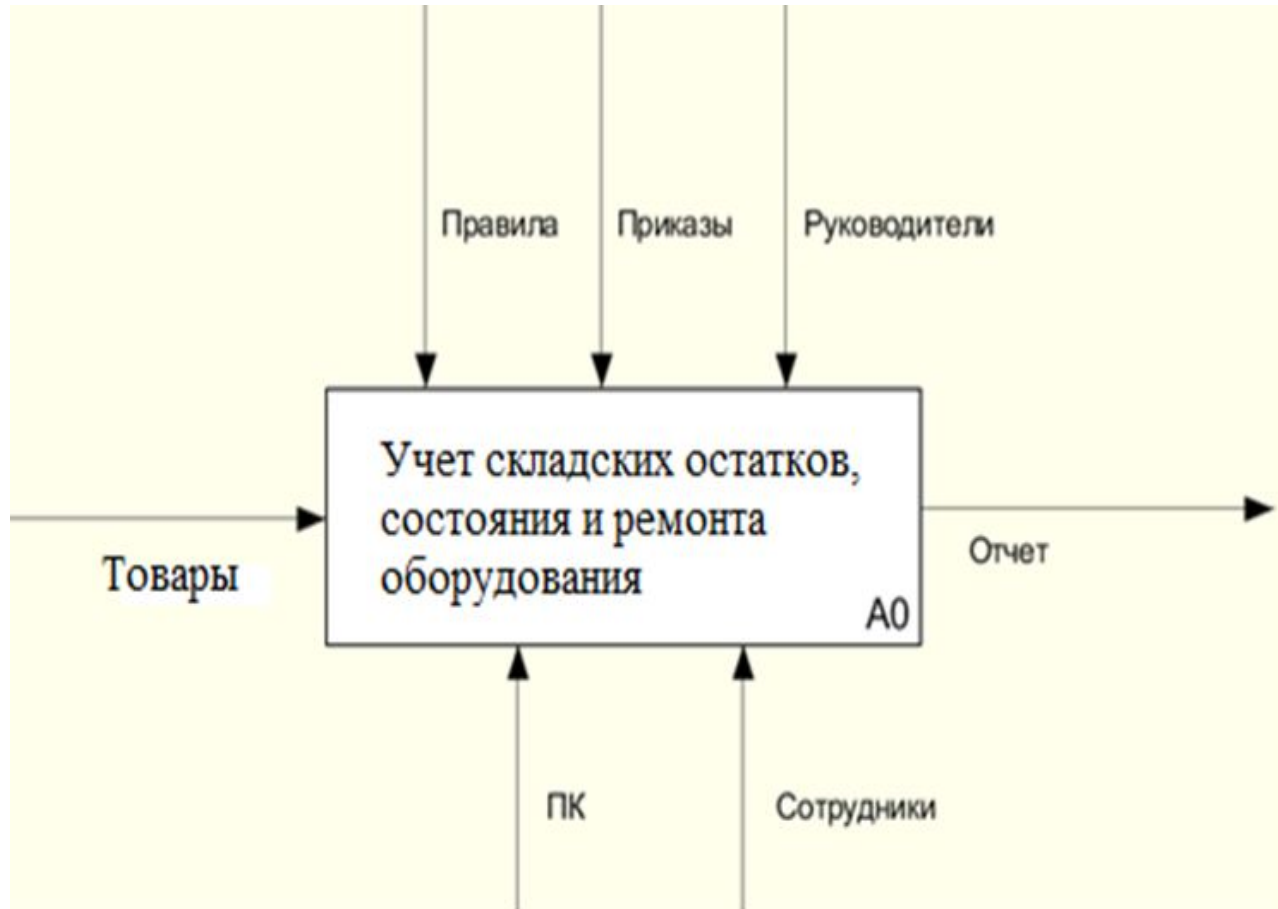 Правила
Приказы
Руководители
Учет складских остатков,
состояния и ремонта
оборудования
A0
Товары
Отчет
ПК
Сотрудники